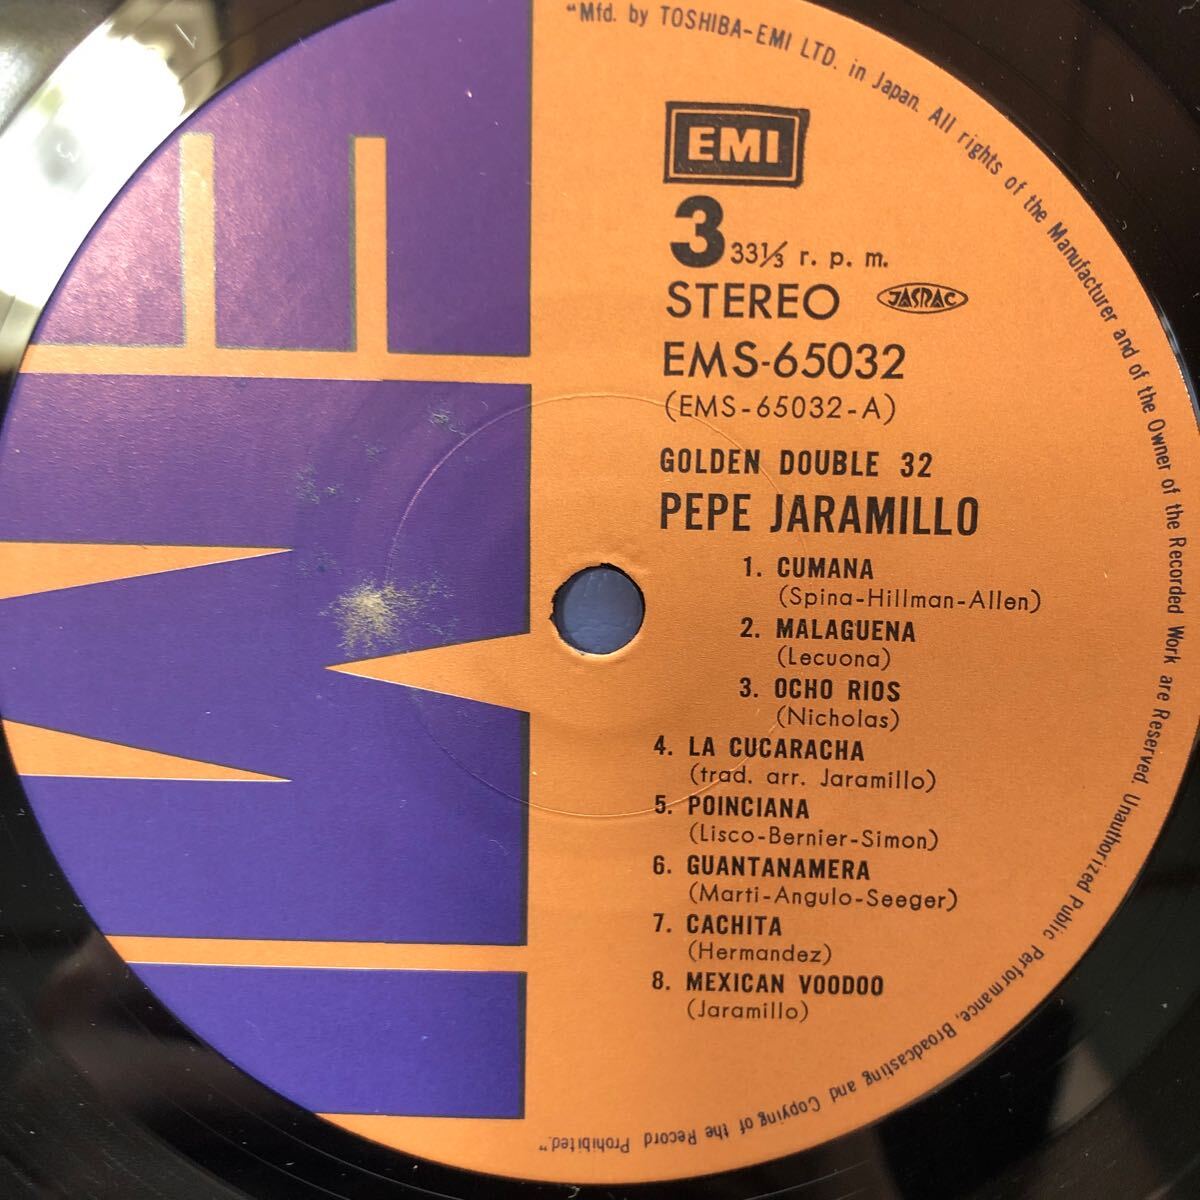 "Mfd. by TOSHIBA-EMI LTD. in Japan. All rights of the Manufacturer and of the Owner of the Recorded Work are Reserved. Unauthorized Public Performance, Broadcasting and Copying of the Record Prohibited."
EMI
3 33⅓ r. p. m.
STEREO JASRAC
EMS-65032
(EMS-65032-A)
GOLDEN DOUBLE 32
PEPE JARAMILLO
1. CUMANA
(Spina-Hillman-Allen)
2. MALAGUENA
(Lecuona)
3. OCHO RIOS
(Nicholas)
4. LA CUCARACHA
(trad. arr. Jaramillo)
5. POINCIANA
(Lisco-Bernier-Simon)
6. GUANTANAMERA
(Marti-Angulo-Seeger)
7. CACHITA
(Hermandez)
8. MEXICAN VOODOO
(Jaramillo)